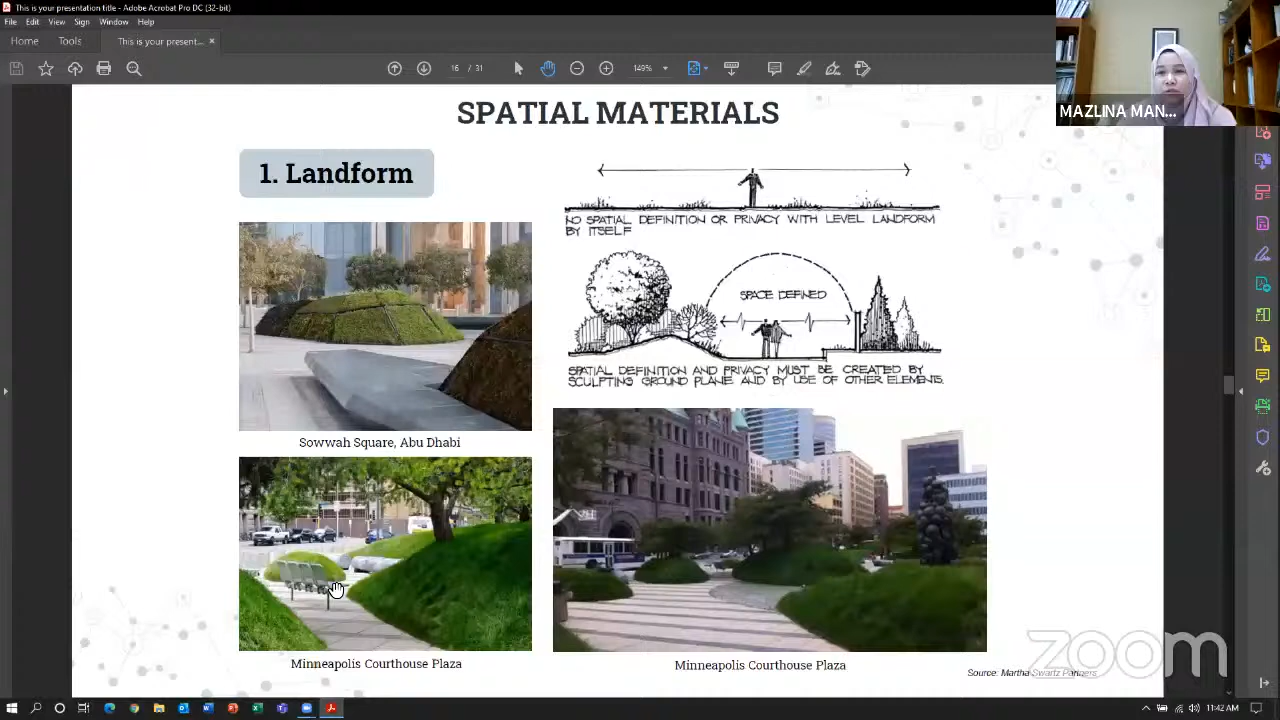 This is your presentation title - Adobe Acrobat Pro DC (32-bit)
File Edit View Sign Window Help
Home Tools This is your present... ×
16 / 31 149%
MAZLINA MAN...
SPATIAL MATERIALS
1. Landform
NO SPATIAL DEFINITION OR PRIVACY WITH LEVEL LANDFORM
BY ITSELF
SPACE DEFINED
SPATIAL DEFINITION AND PRIVACY MUST BE CREATED BY
SCULPTING GROUND PLANE AND BY USE OF OTHER ELEMENTS.
Sowwah Square, Abu Dhabi
Minneapolis Courthouse Plaza
Minneapolis Courthouse Plaza
Source: Martha Swartz Partners
zoom
11:42 AM